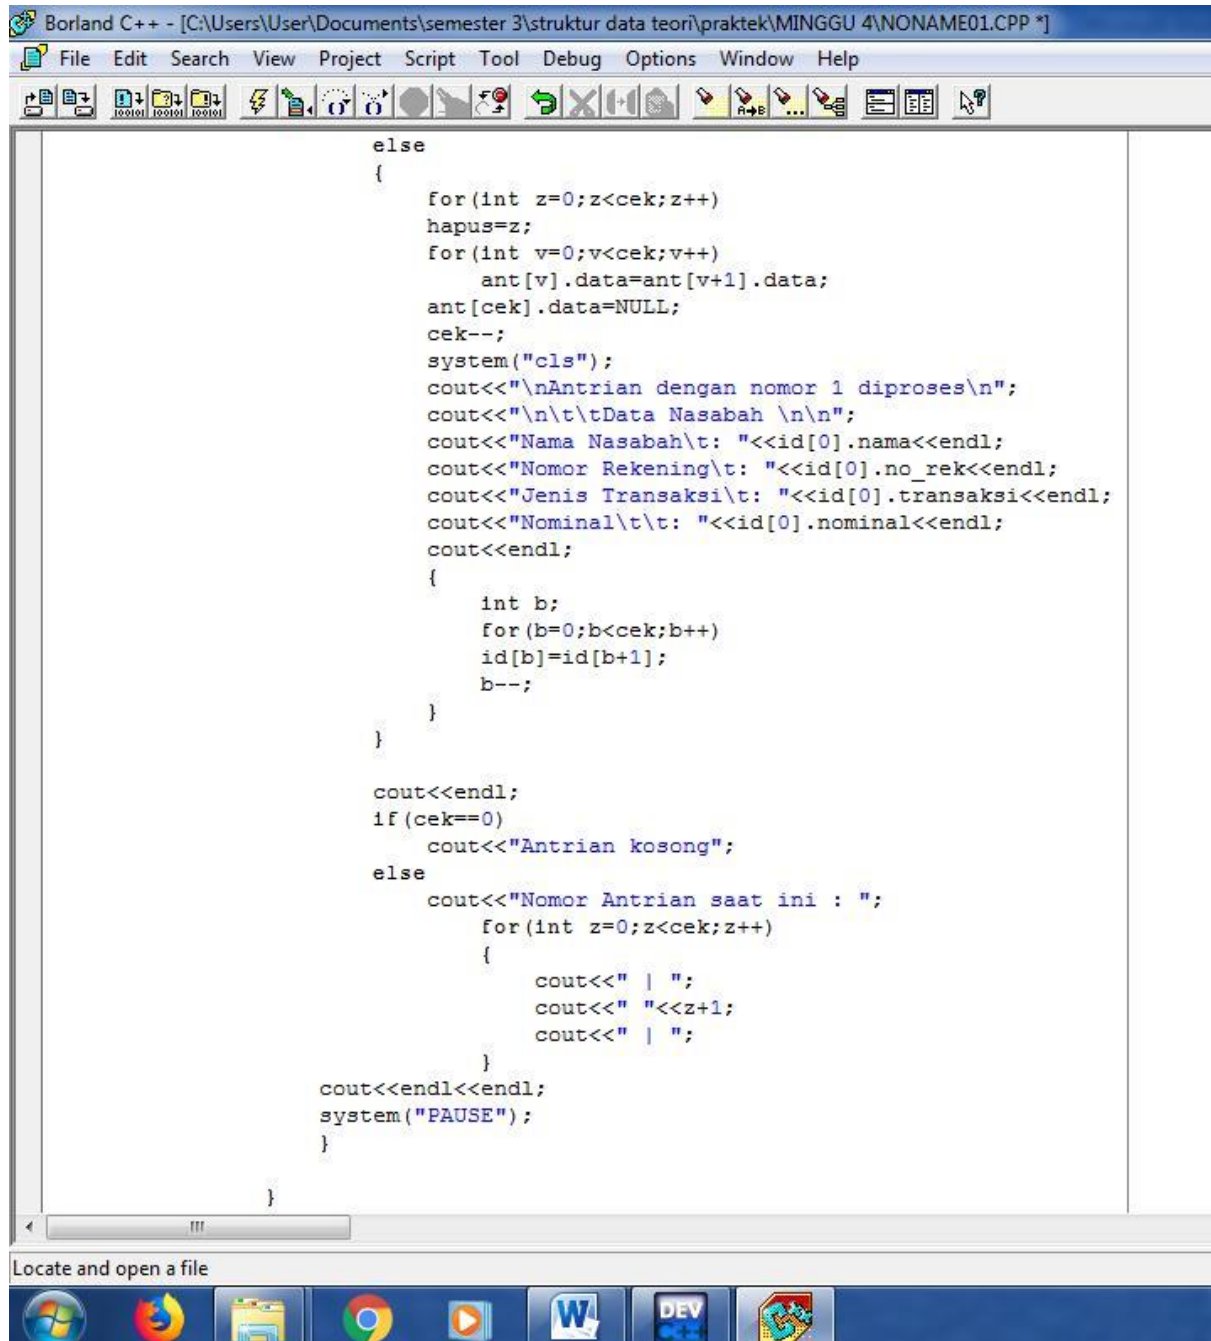 Borland C++ - [C:\Users\User\Documents\semester 3\struktur data teori\praktek\MINGGU 4\NONAME01.CPP *]
File Edit Search View Project Script Tool Debug Options Window Help
else
{
for(int z=0;z<cek;z++)
hapus=z;
for(int v=0;v<cek;v++)
ant[v].data=ant[v+1].data;
ant[cek].data=NULL;
cek--;
system("cls");
cout<<"\nAntrian dengan nomor 1 diproses\n";
cout<<"\n\t\tData Nasabah \n\n";
cout<<"Nama Nasabah\t: "<<id[0].nama<<endl;
cout<<"Nomor Rekening\t: "<<id[0].no_rek<<endl;
cout<<"Jenis Transaksi\t: "<<id[0].transaksi<<endl;
cout<<"Nominal\t\t: "<<id[0].nominal<<endl;
cout<<endl;
{
int b;
for(b=0;b<cek;b++)
id[b]=id[b+1];
b--;
}
}
cout<<endl;
if(cek==0)
cout<<"Antrian kosong";
else
cout<<"Nomor Antrian saat ini : ";
for(int z=0;z<cek;z++)
{
cout<<" | ";
cout<<" "<<z+1;
cout<<" | ";
}
cout<<endl<<endl;
system("PAUSE");
}
}
Locate and open a file
W
DEV
C++